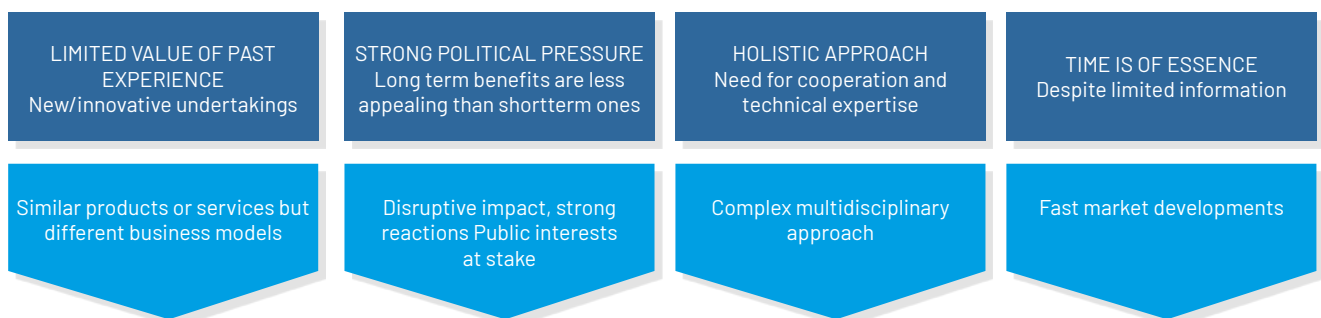 LIMITED VALUE OF PAST
EXPERIENCE
New/innovative undertakings
STRONG POLITICAL PRESSURE
Long term benefits are less
appealing than shortterm ones
HOLISTIC APPROACH
Need for cooperation and
technical expertise
TIME IS OF ESSENCE
Despite limited information
Similar products or services but
different business models
Disruptive impact, strong
reactions Public interests
at stake
Complex multidisciplinary
approach
Fast market developments